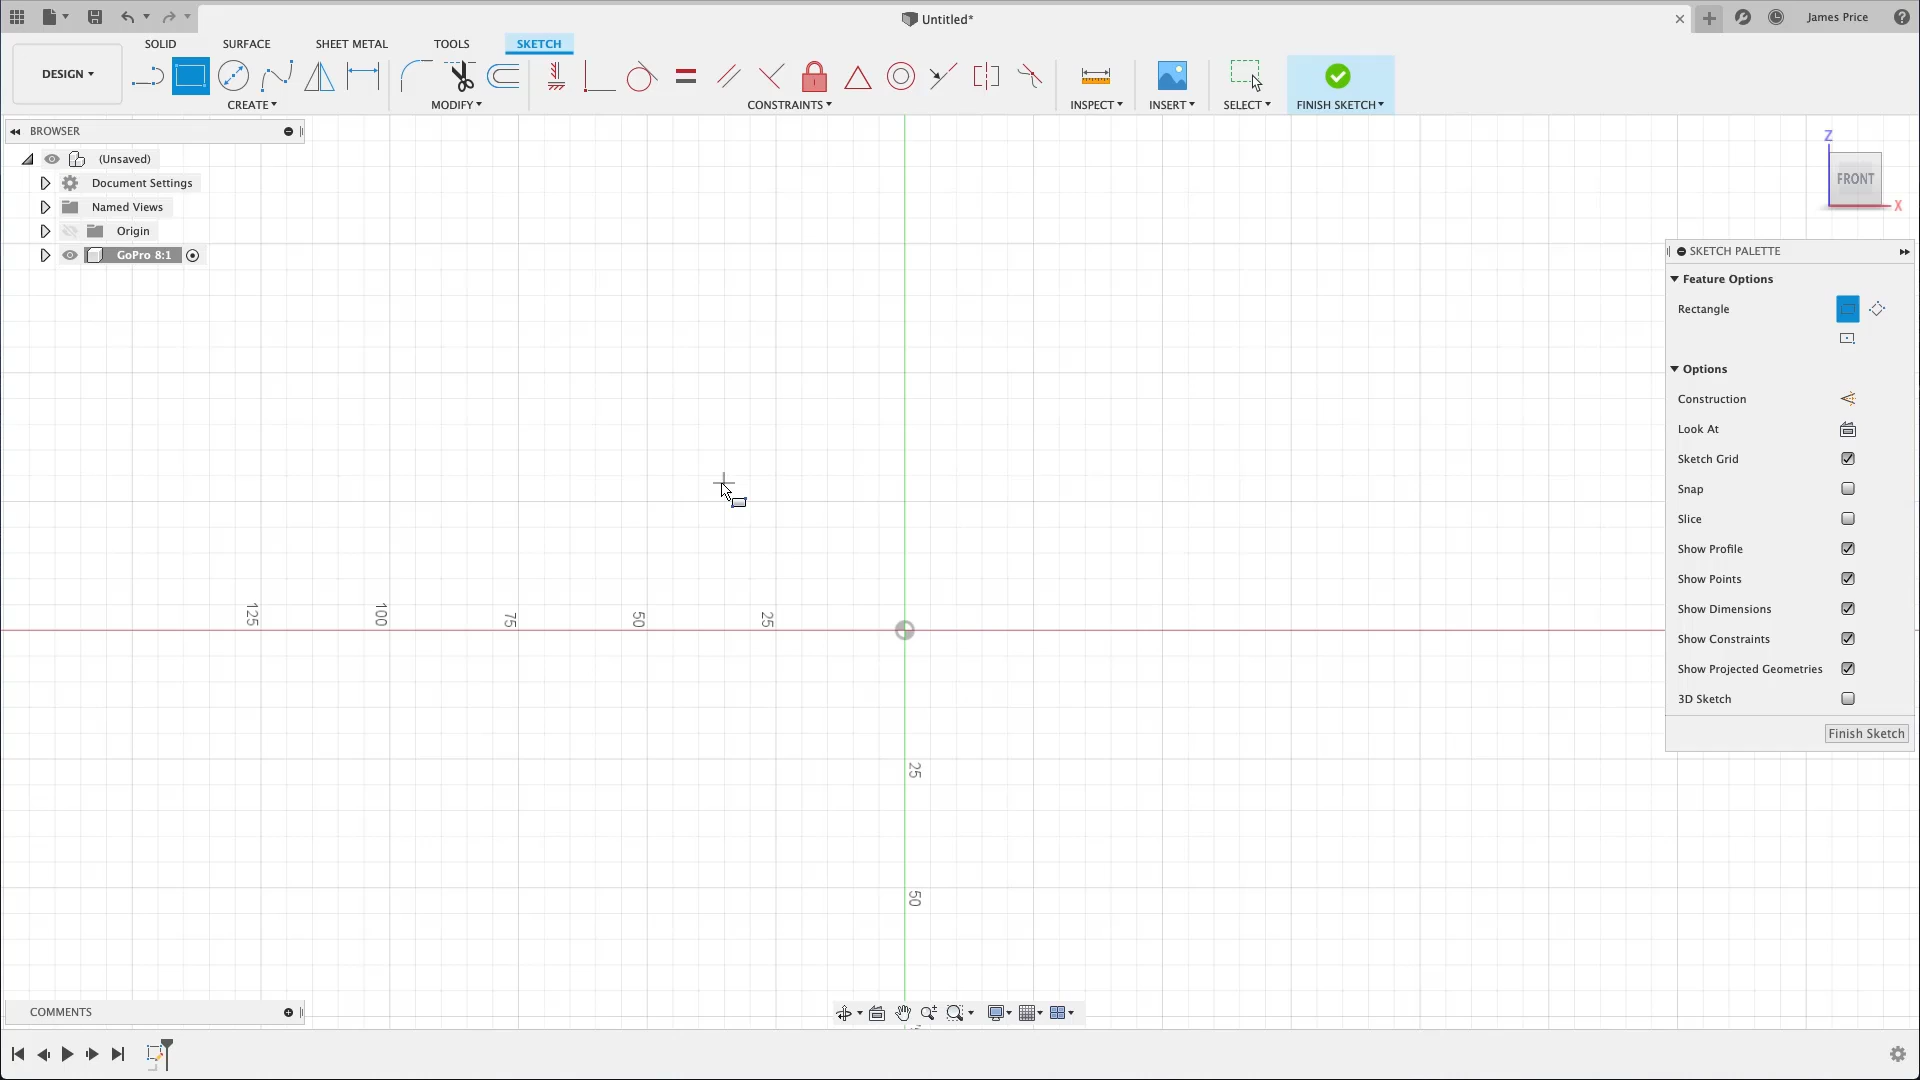 Untitled*
James Price
SOLID SURFACE SHEET METAL TOOLS SKETCH
DESIGN
CREATE MODIFY CONSTRAINTS INSPECT INSERT SELECT FINISH SKETCH
BROWSER
(Unsaved)
Document Settings
Named Views
Origin
GoPro 8:1
Z
FRONT
X
SKETCH PALETTE
Feature Options
Rectangle
Options
Construction
Look At
Sketch Grid
Snap
Slice
Show Profile
Show Points
Show Dimensions
Show Constraints
Show Projected Geometries
3D Sketch
Finish Sketch
125 100 75 50 25
25
50
COMMENTS